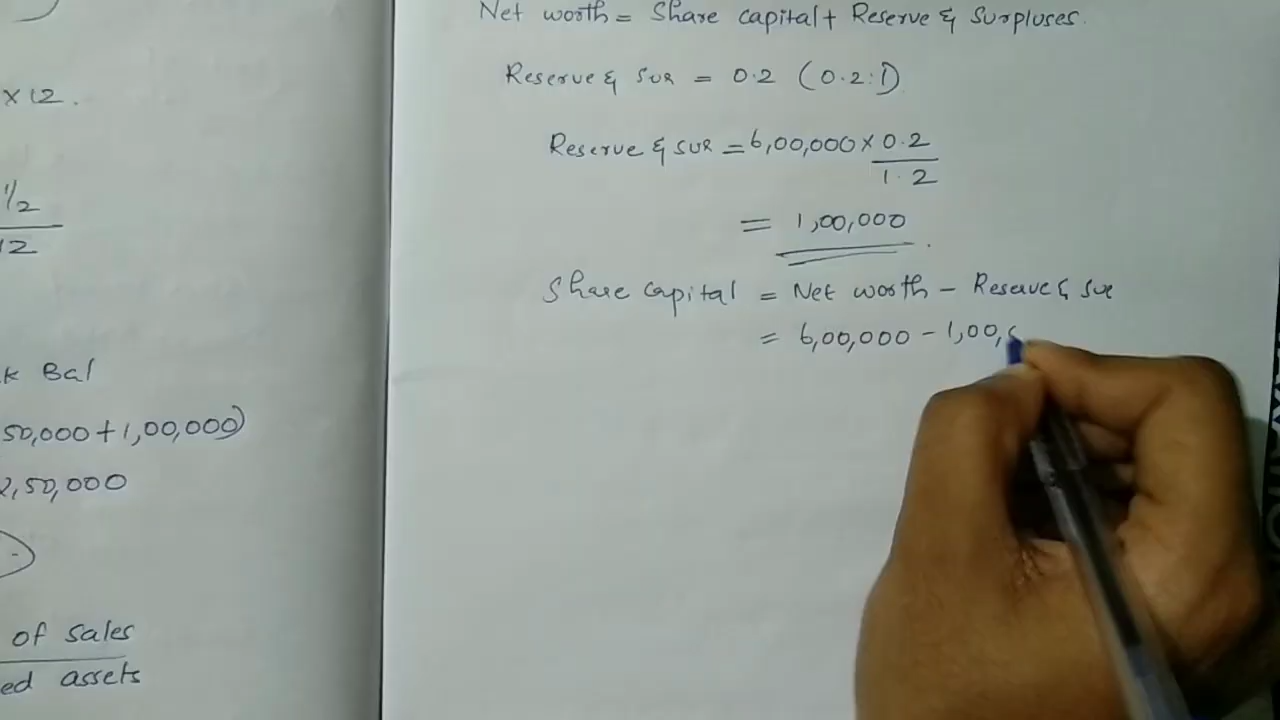 × 12.
1/2
12
k Bal
50,000 + 1,00,000)
2,50,000
of sales
ed assets
Net worth = Share capital + Reserve & Surpluses.
Reserve & Sur = 0.2 (0.2:1)
Reserve & Sur = 6,00,000 × 0.2
1.2
= 1,00,000
Share capital = Net worth - Reserve & Sur
= 6,00,000 - 1,00,